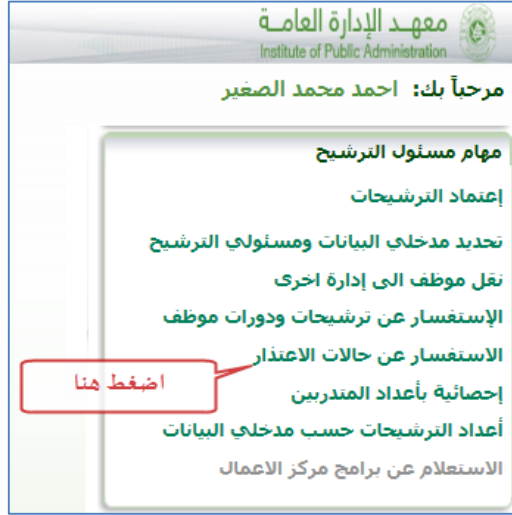 معهـد الإدارة العامـة
Institute of Public Administration
مرحباً بك: احمد محمد الصغير
مهام مسئول الترشيح
إعتماد الترشيحات
تحديد مدخلي البيانات ومسئولي الترشيح
نقل موظف الى إدارة اخرى
الإستفسار عن ترشيحات ودورات موظف
الاستفسار عن حالات الاعتذار
اضغط هنا
إحصائية بأعداد المتدربين
أعداد الترشيحات حسب مدخلي البيانات
الاستعلام عن برامج مركز الاعمال